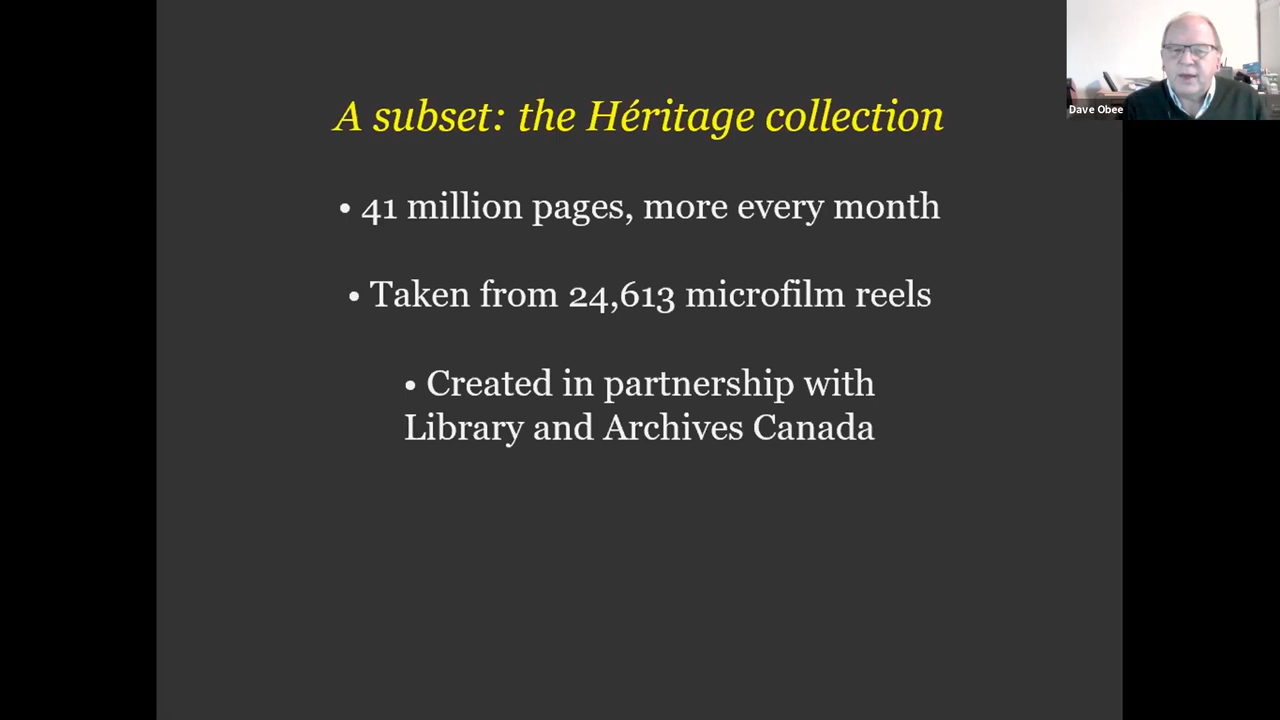 A subset: the Héritage collection
• 41 million pages, more every month
• Taken from 24,613 microfilm reels
• Created in partnership with
Library and Archives Canada
Dave Obee